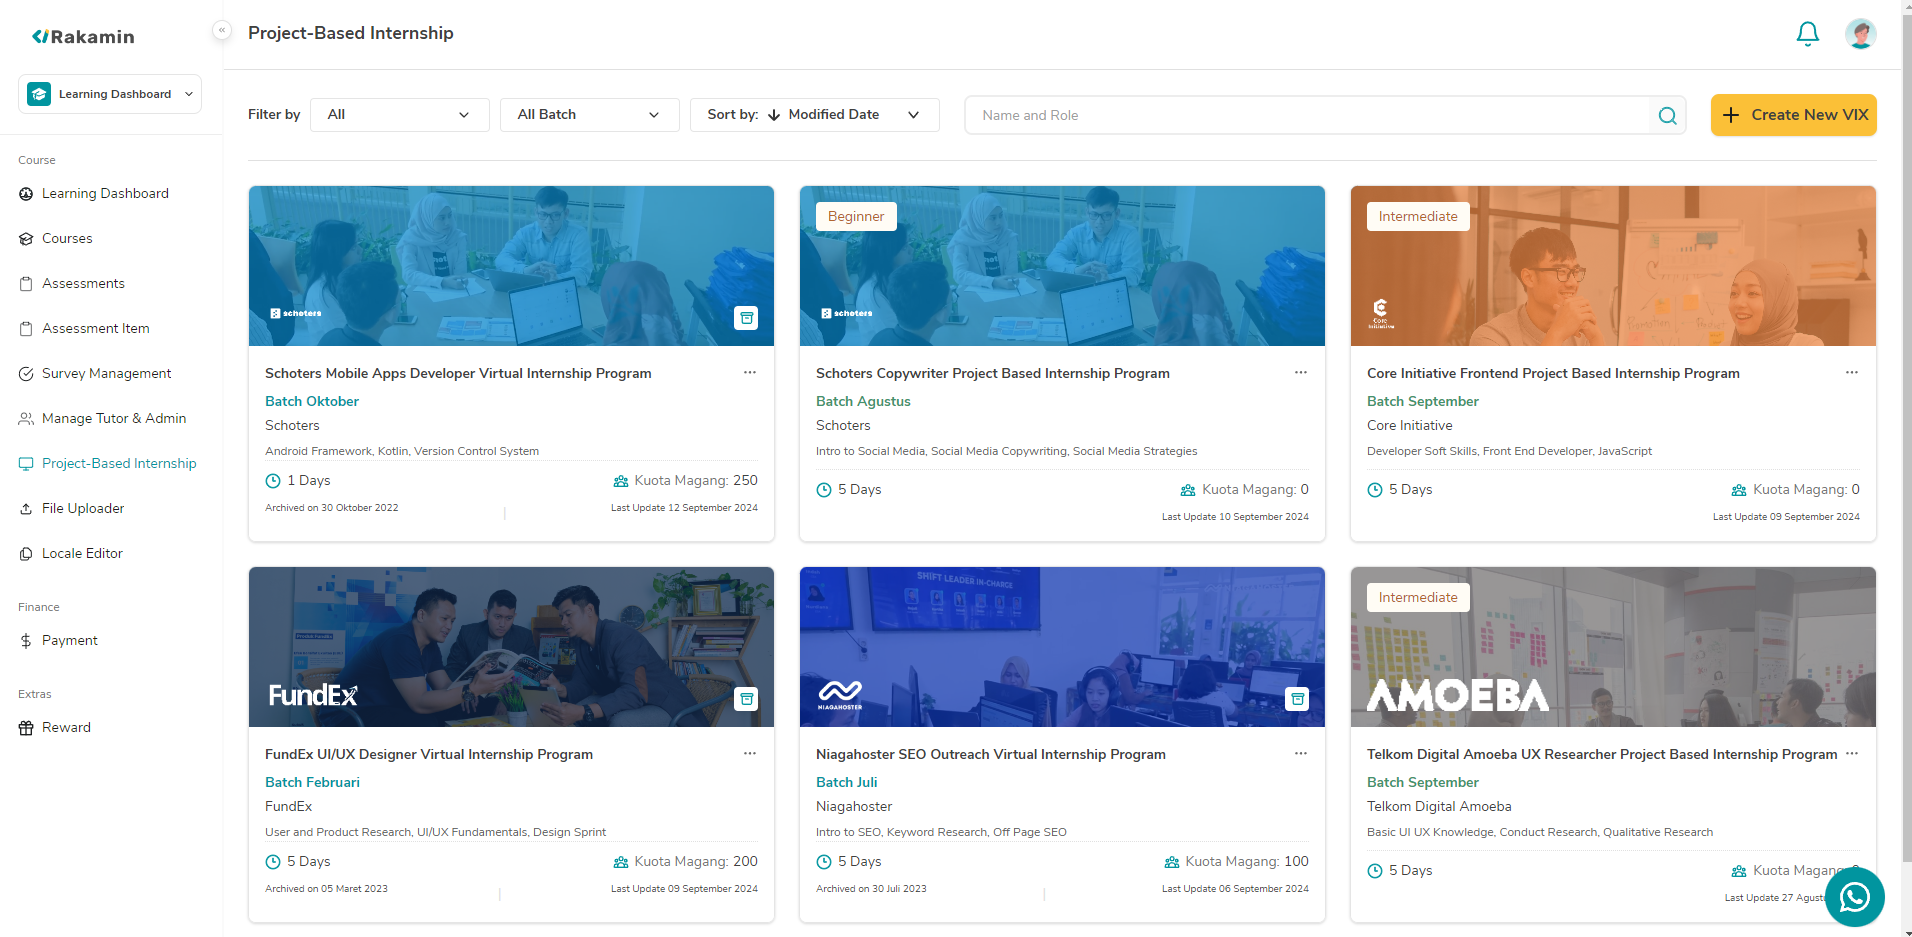 Rakamin
«
Project-Based Internship
Learning Dashboard
Filter by
All
All Batch
Sort by: Modified Date
Name and Role
Create New VIX
Course
Learning Dashboard
Courses
Assessments
Assessment Item
Survey Management
Manage Tutor & Admin
Project-Based Internship
File Uploader
Locale Editor
Finance
Payment
Extras
Reward
schoters
Schoters Mobile Apps Developer Virtual Internship Program
Batch Oktober
Schoters
Android Framework, Kotlin, Version Control System
1 Days
Kuota Magang: 250
Archived on 30 Oktober 2022
Last Update 12 September 2024
Beginner
schoters
Schoters Copywriter Project Based Internship Program
Batch Agustus
Schoters
Intro to Social Media, Social Media Copywriting, Social Media Strategies
5 Days
Kuota Magang: 0
Last Update 10 September 2024
Intermediate
Core
Initiative
Core Initiative Frontend Project Based Internship Program
Batch September
Core Initiative
Developer Soft Skills, Front End Developer, JavaScript
5 Days
Kuota Magang: 0
Last Update 09 September 2024
FundEx
FundEx UI/UX Designer Virtual Internship Program
Batch Februari
FundEx
User and Product Research, UI/UX Fundamentals, Design Sprint
5 Days
Kuota Magang: 200
Archived on 05 Maret 2023
Last Update 09 September 2024
SHIFT LEADER IN-CHARGE
NIAGAHOSTER
Niagahoster SEO Outreach Virtual Internship Program
Batch Juli
Niagahoster
Intro to SEO, Keyword Research, Off Page SEO
5 Days
Kuota Magang: 100
Archived on 30 Juli 2023
Last Update 06 September 2024
Intermediate
AMOEBA
Telkom Digital Amoeba UX Researcher Project Based Internship Program
Batch September
Telkom Digital Amoeba
Basic UI UX Knowledge, Conduct Research, Qualitative Research
5 Days
Kuota Magang
Last Update 27 Agustu